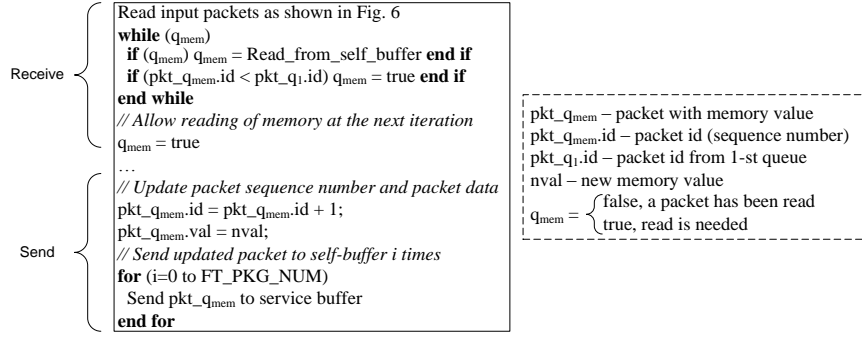 Receive
Send
Read input packets as shown in Fig. 6
while (qmem)
if (qmem) qmem = Read_from_self_buffer end if
if (pkt_qmem.id < pkt_q1.id) qmem = true end if
end while
// Allow reading of memory at the next iteration
qmem = true
…
// Update packet sequence number and packet data
pkt_qmem.id = pkt_qmem.id + 1;
pkt_qmem.val = nval;
// Send updated packet to self-buffer i times
for (i=0 to FT_PKG_NUM)
Send pkt_qmem to service buffer
end for
pkt_qmem – packet with memory value
pkt_qmem.id – packet id (sequence number)
pkt_q1.id – packet id from 1-st queue
nval – new memory value
qmem = { false, a packet has been read
true, read is needed